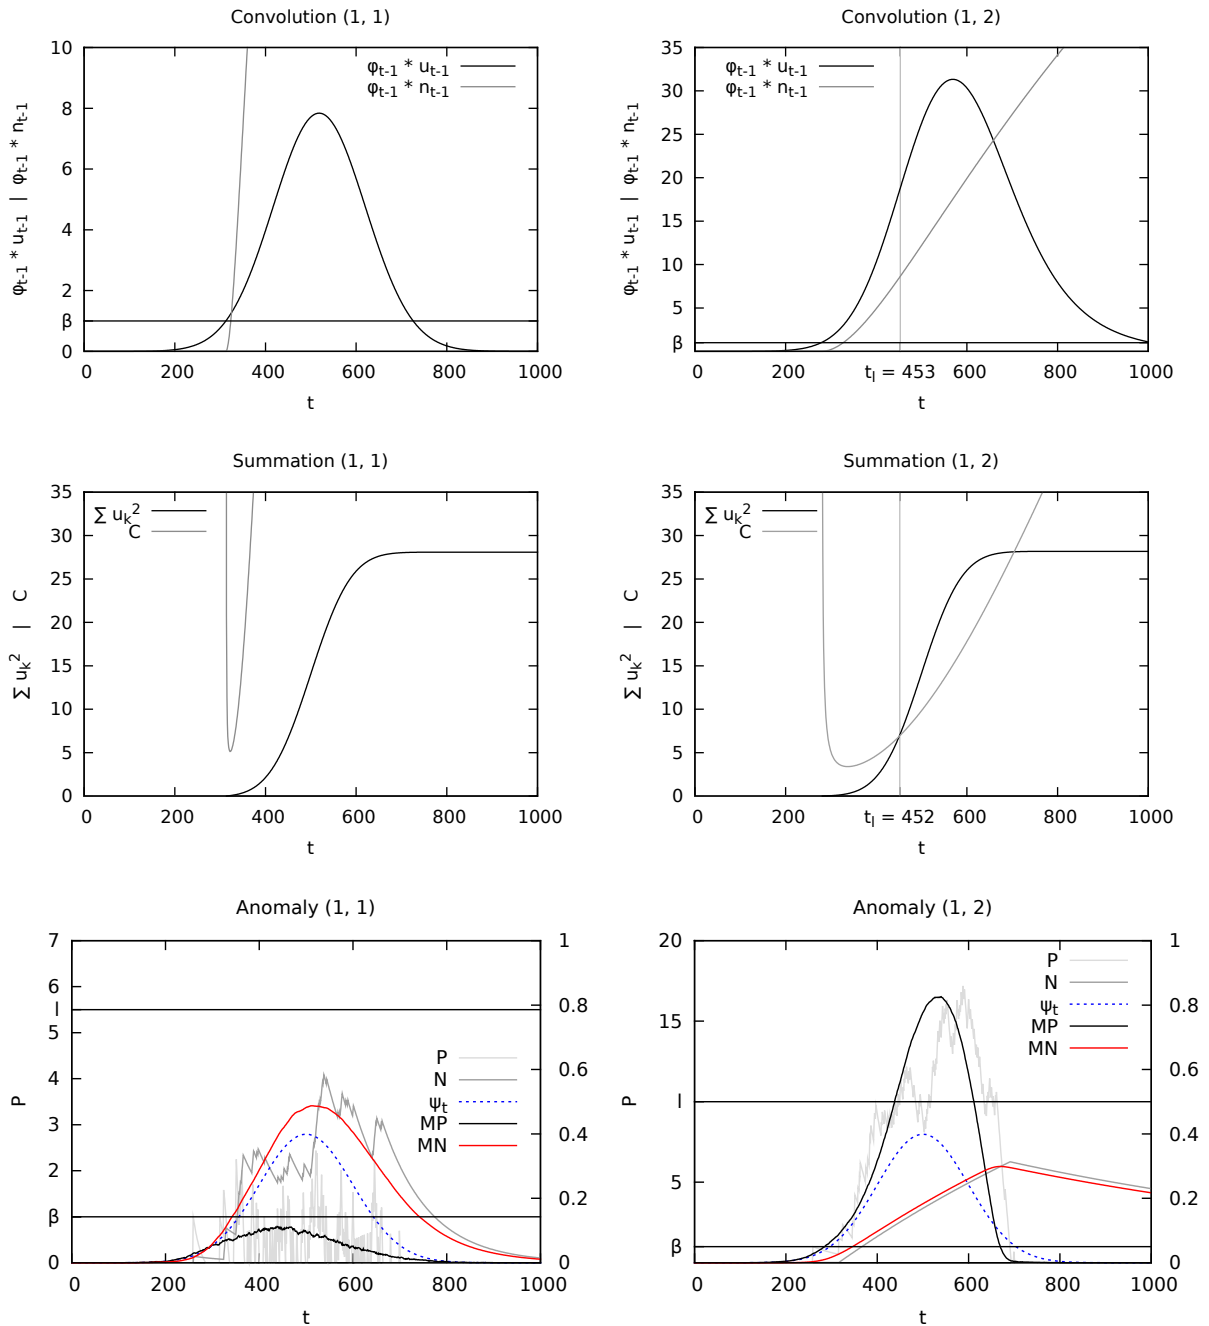 Convolution (1, 1)
φt-1 * ut-1 | φt-1 * nt-1
10
8
6
4
2
β
0
φt-1 * ut-1
φt-1 * nt-1
0 200 400 600 800 1000
t
Convolution (1, 2)
φt-1 * ut-1 | φt-1 * nt-1
35
30
25
20
15
10
5
β
φt-1 * ut-1
φt-1 * nt-1
0 200 tl = 453 600 800 1000
t
Summation (1, 1)
∑ uk2 | C
35
30
25
20
15
10
5
0
∑ uk2
C
0 200 400 600 800 1000
t
Summation (1, 2)
∑ uk2 | C
35
30
25
20
15
10
5
0
∑ uk2
C
0 200 tl = 452 600 800 1000
t
Anomaly (1, 1)
P
7
6
I
5
4
3
2
β
0
1
0.8
0.6
0.4
0.2
0
P
N
ψt
MP
MN
0 200 400 600 800 1000
t
Anomaly (1, 2)
P
20
15
I
5
β
1
0.8
0.6
0.4
0.2
0
P
N
ψt
MP
MN
0 200 400 600 800 1000
t